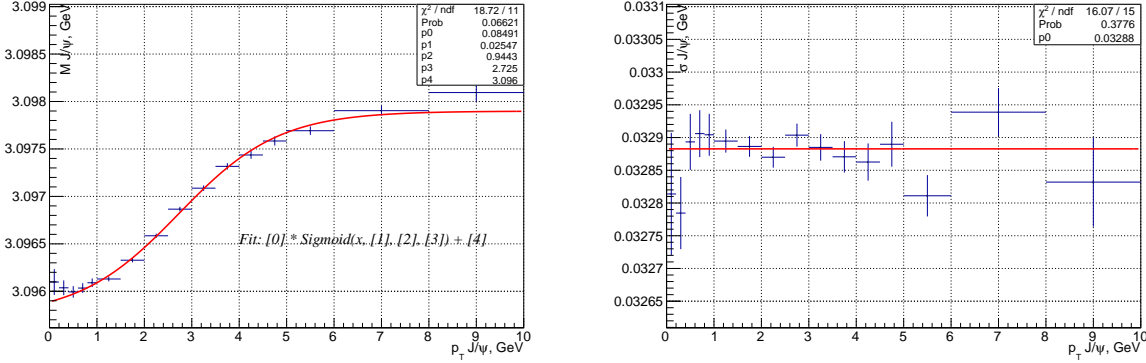 3.099
3.0985
3.098
3.0975
3.097
3.0965
3.096
M J/ψ, GeV
χ² / ndf 18.72 / 11
Prob 0.06621
p0 0.08491
p1 0.02547
p2 0.9443
p3 2.725
p4 3.096
Fit: [0] * Sigmoid(x, [1], [2], [3]) + [4]
0 1 2 3 4 5 6 7 8 9 10
p_T J/ψ, GeV
0.0331
0.03305
0.033
0.03295
0.0329
0.03285
0.0328
0.03275
0.0327
0.03265
σ J/ψ, GeV
χ² / ndf 16.07 / 15
Prob 0.3776
p0 0.03288
0 1 2 3 4 5 6 7 8 9 10
p_T J/ψ, GeV